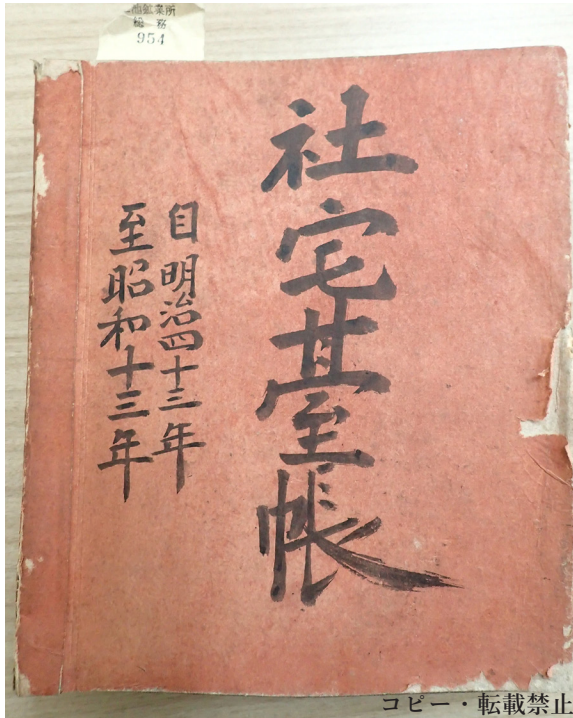 鉱業所
総務
954
社宅臺帳
自明治四十三年
至昭和十三年
コピー・転載禁止